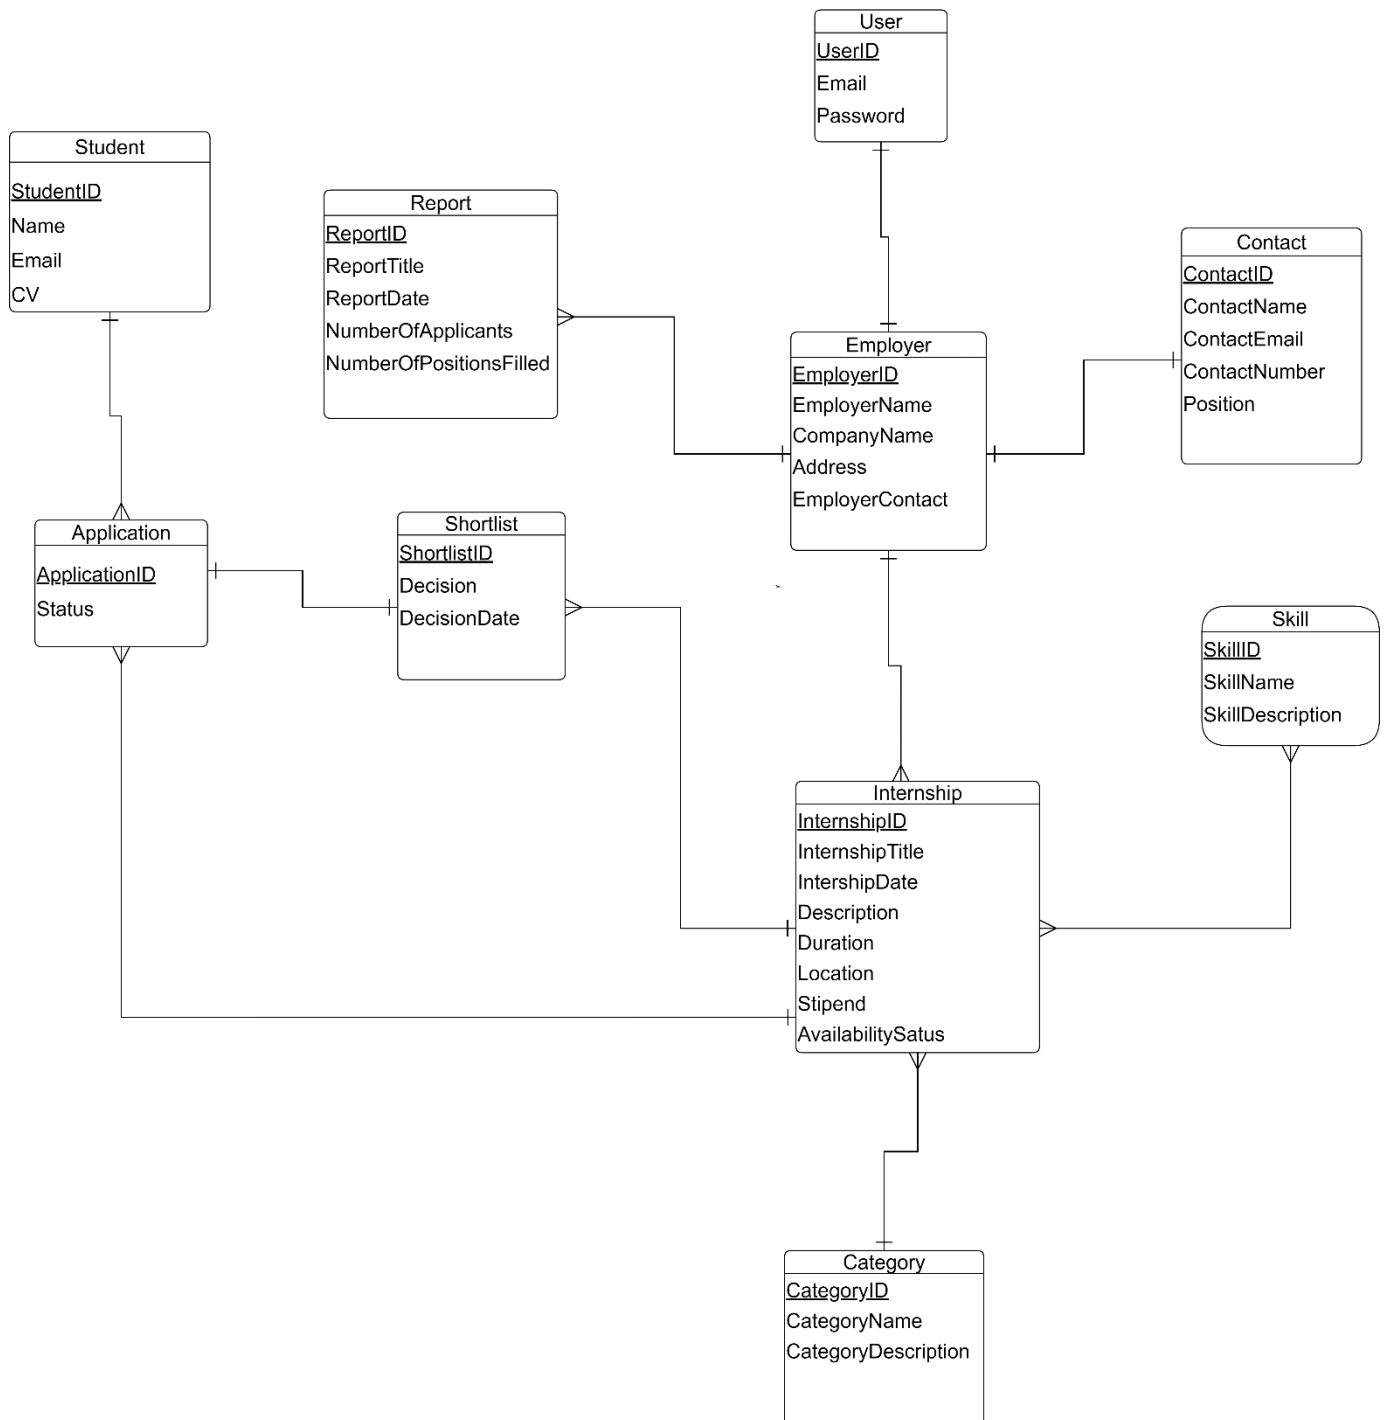 User
UserID
Email
Password
Student
StudentID
Name
Email
CV
Report
ReportID
ReportTitle
ReportDate
NumberOfApplicants
NumberOfPositionsFilled
Contact
ContactID
ContactName
ContactEmail
ContactNumber
Position
Employer
EmployerID
EmployerName
CompanyName
Address
EmployerContact
Application
ApplicationID
Status
Shortlist
ShortlistID
Decision
DecisionDate
Skill
SkillID
SkillName
SkillDescription
Internship
InternshipID
InternshipTitle
IntershipDate
Description
Duration
Location
Stipend
AvailabilitySatus
Category
CategoryID
CategoryName
CategoryDescription